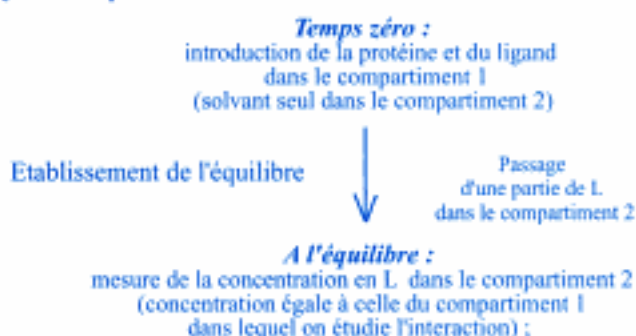 Temps zéro :
introduction de la protéine et du ligand
dans le compartiment 1
(solvant seul dans le compartiment 2)
Etablissement de l'équilibre
Passage
d'une partie de L
dans le compartiment 2
A l'équilibre :
mesure de la concentration en L dans le compartiment 2
(concentration égale à celle du compartiment 1
dans lequel on étudie l'interaction) ;